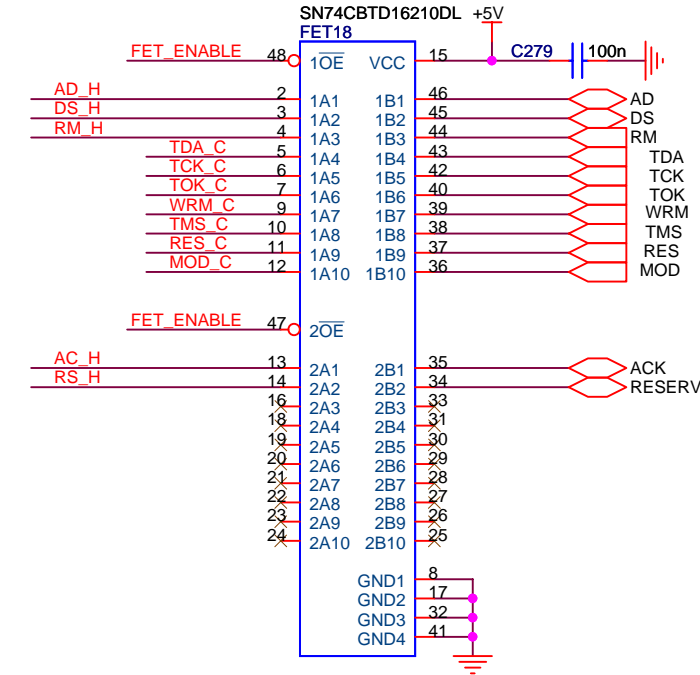 SN74CBTD16210DL +5V
FET18
FET_ENABLE 48 1OE VCC 15 C279 100n
AD_H 2 1A1 1B1 46 AD
DS_H 3 1A2 1B2 45 DS
RM_H 4 1A3 1B3 44 RM
TDA_C 5 1A4 1B4 43 TDA
TCK_C 6 1A5 1B5 42 TCK
TOK_C 7 1A6 1B6 40 TOK
WRM_C 9 1A7 1B7 39 WRM
TMS_C 10 1A8 1B8 38 TMS
RES_C 11 1A9 1B9 37 RES
MOD_C 12 1A10 1B10 36 MOD
FET_ENABLE 47 2OE
AC_H 13 2A1 2B1 35 ACK
RS_H 14 2A2 2B2 34 RESERV
16 2A3 2B3 33
18 2A4 2B4 31
19 2A5 2B5 30
20 2A6 2B6 29
21 2A7 2B7 28
22 2A8 2B8 27
23 2A9 2B9 26
24 2A10 2B10 25
GND1 8
GND2 17
GND3 32
GND4 41